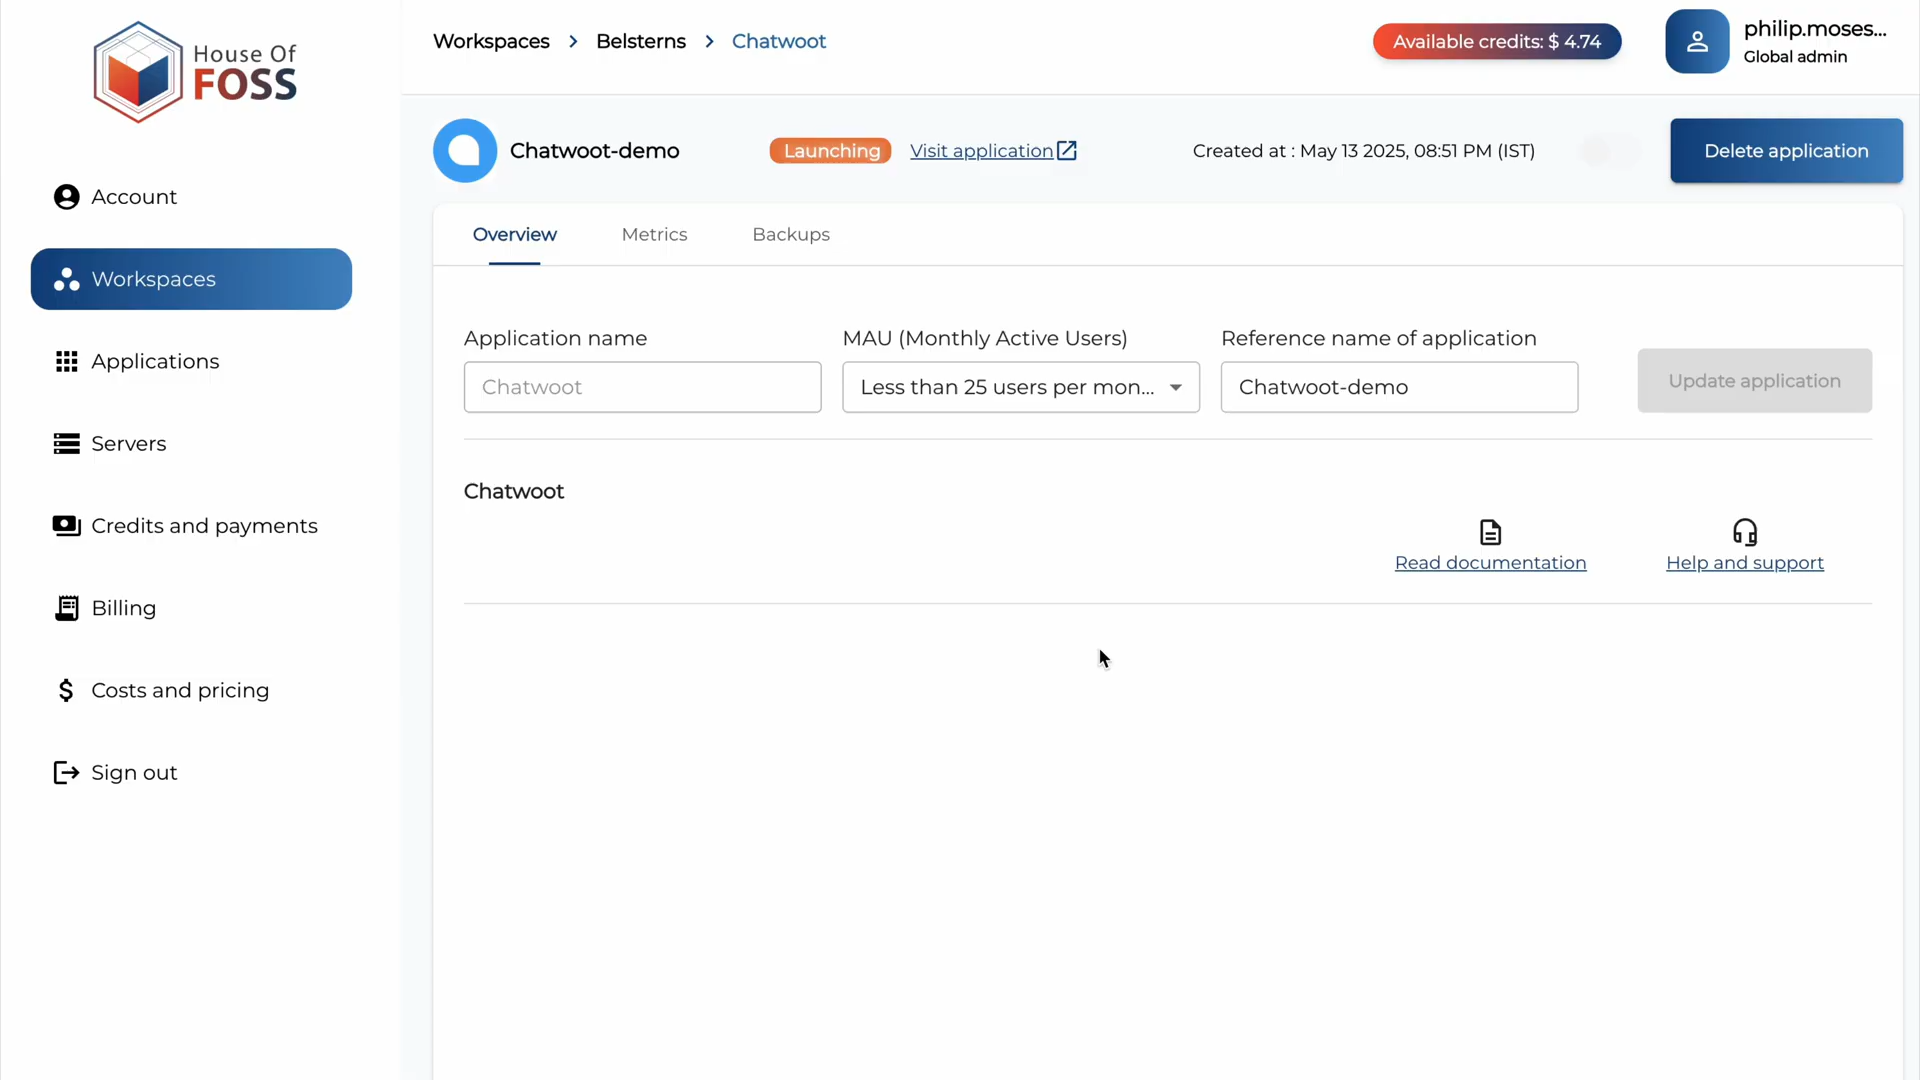 House Of
FOSS
Account
Workspaces
Applications
Servers
Credits and payments
Billing
Costs and pricing
Sign out
Workspaces > Belsterns > Chatwoot
Available credits: $ 4.74
philip.moses...
Global admin
Chatwoot-demo
Launching
Visit application
Created at : May 13 2025, 08:51 PM (IST)
Delete application
Overview
Metrics
Backups
Application name
Chatwoot
MAU (Monthly Active Users)
Less than 25 users per mon...
Reference name of application
Chatwoot-demo
Update application
Chatwoot
Read documentation
Help and support